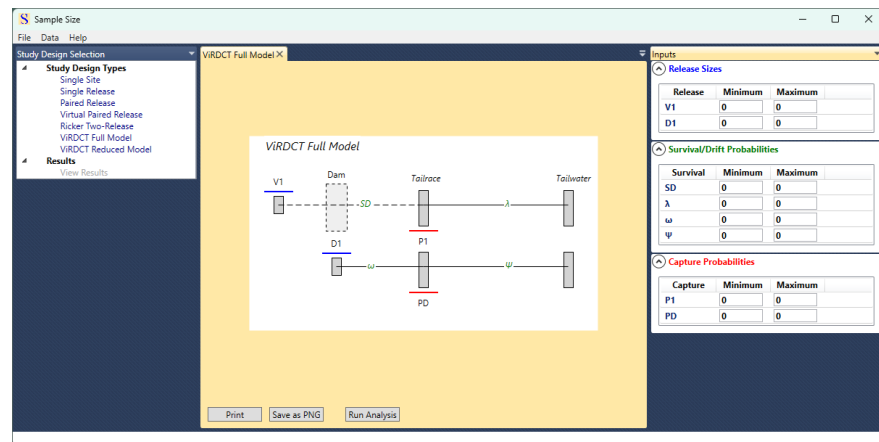 S Sample Size
File Data Help
Study Design Selection
Study Design Types
Single Site
Single Release
Paired Release
Virtual Paired Release
Ricker Two-Release
ViRDCT Full Model
ViRDCT Reduced Model
Results
View Results
ViRDCT Full Model
ViRDCT Full Model
V1 Dam Tailrace Tailwater
SD λ
D1 P1
ω Ψ
PD
Print Save as PNG Run Analysis
Inputs
Release Sizes
Release Minimum Maximum
V1 0 0
D1 0 0
Survival/Drift Probabilities
Survival Minimum Maximum
SD 0 0
λ 0 0
ω 0 0
Ψ 0 0
Capture Probabilities
Capture Minimum Maximum
P1 0 0
PD 0 0